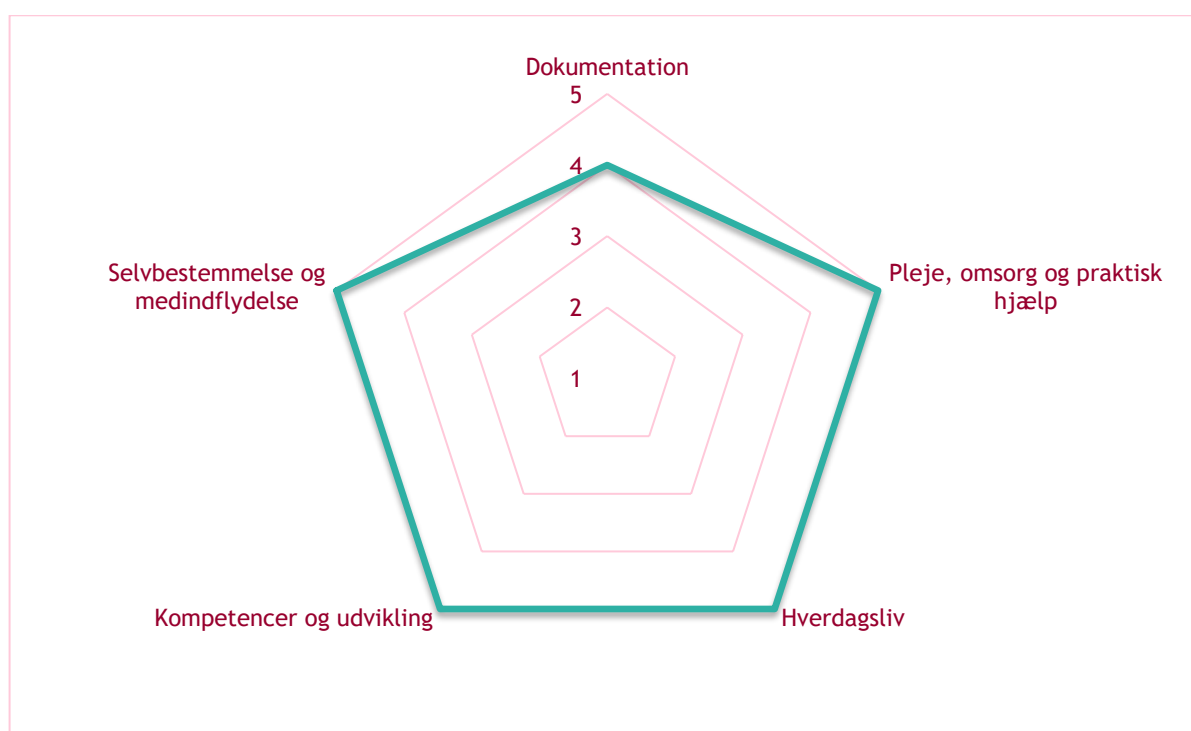 Dokumentation
5
4
3
2
1
Pleje, omsorg og praktisk
hjælp
Hverdagsliv
Kompetencer og udvikling
Selvbestemmelse og
medindflydelse